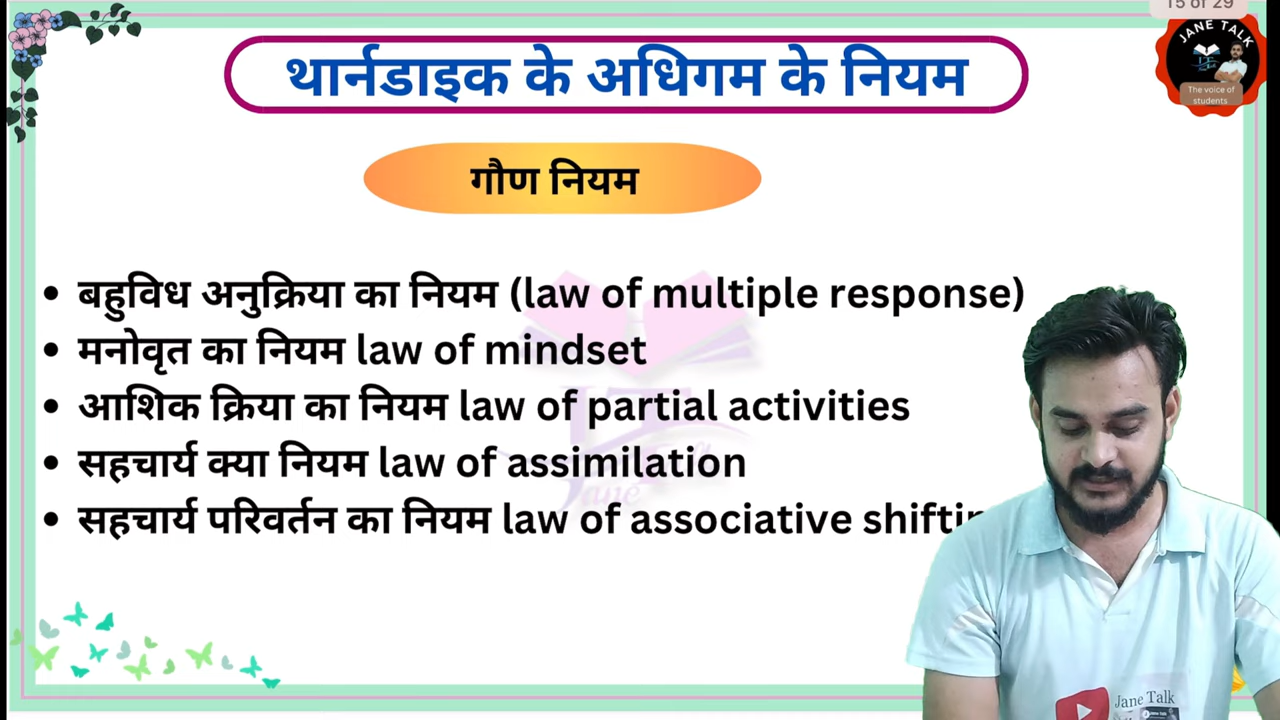 15 of 29
JANE TALK
The voice of
students
थार्नडाइक के अधिगम के नियम
गौण नियम
• बहुविध अनुक्रिया का नियम (law of multiple response)
• मनोवृत का नियम law of mindset
• आशिक क्रिया का नियम law of partial activities
• सहचार्य क्या नियम law of assimilation
• सहचार्य परिवर्तन का नियम law of associative
Jane Talk